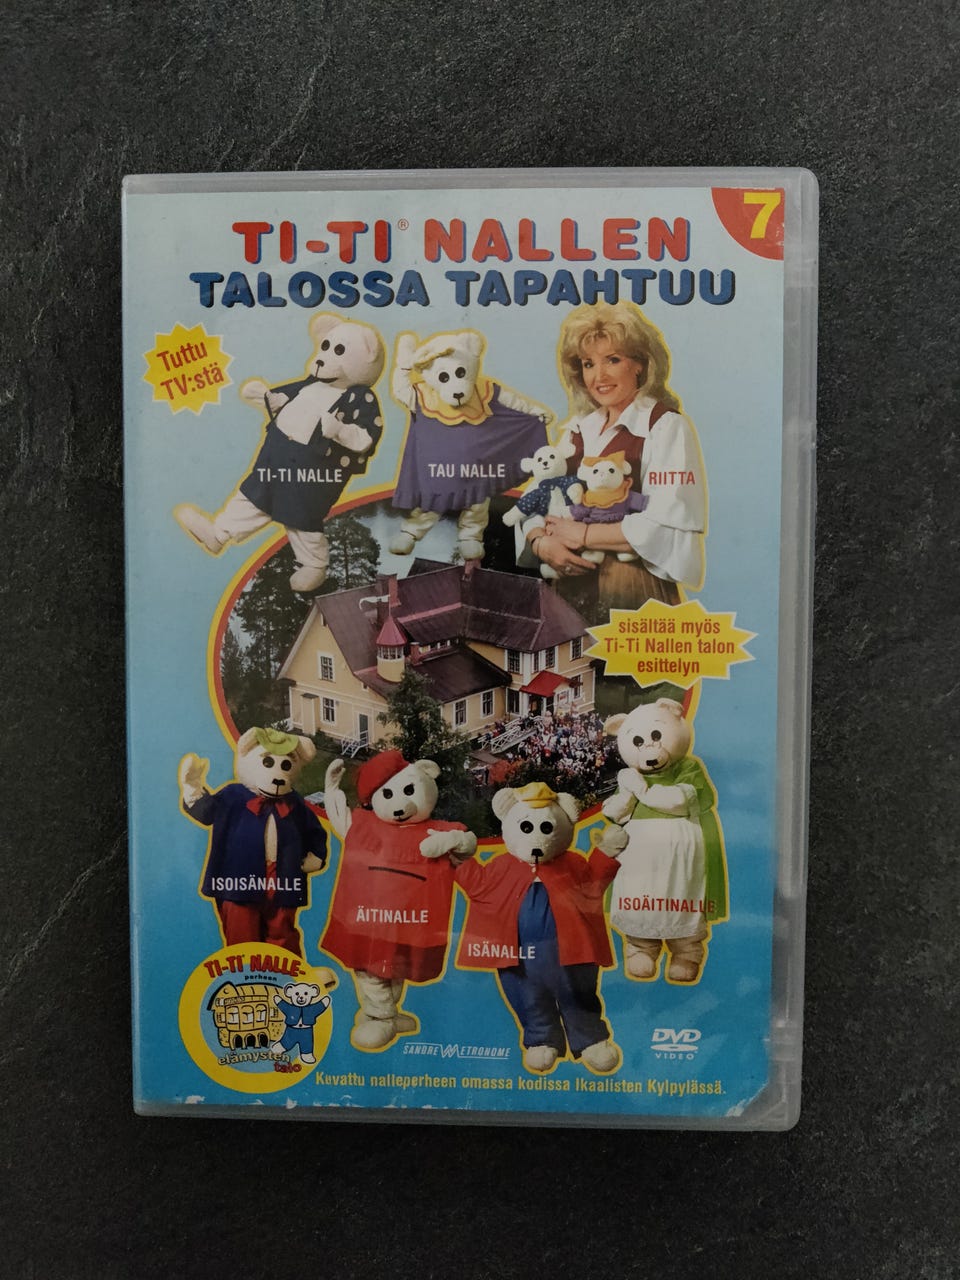 7
TI-TI® NALLEN
TALOSSA TAPAHTUU
Tuttu
TV:stä
TI-TI NALLE
TAU NALLE
RIITTA
sisältää myös
Ti-Ti Nallen talon
esittelyn
ISOISÄNALLE
ÄITINALLE
ISÄNALLE
ISOÄITINALLE
TI-TI NALLE-
perheen
elämysten
talo
SANDREWMETRONOME
DVD
VIDEO
Kuvattu nalleperheen omassa kodissa Ikaalisten Kylpylässä.